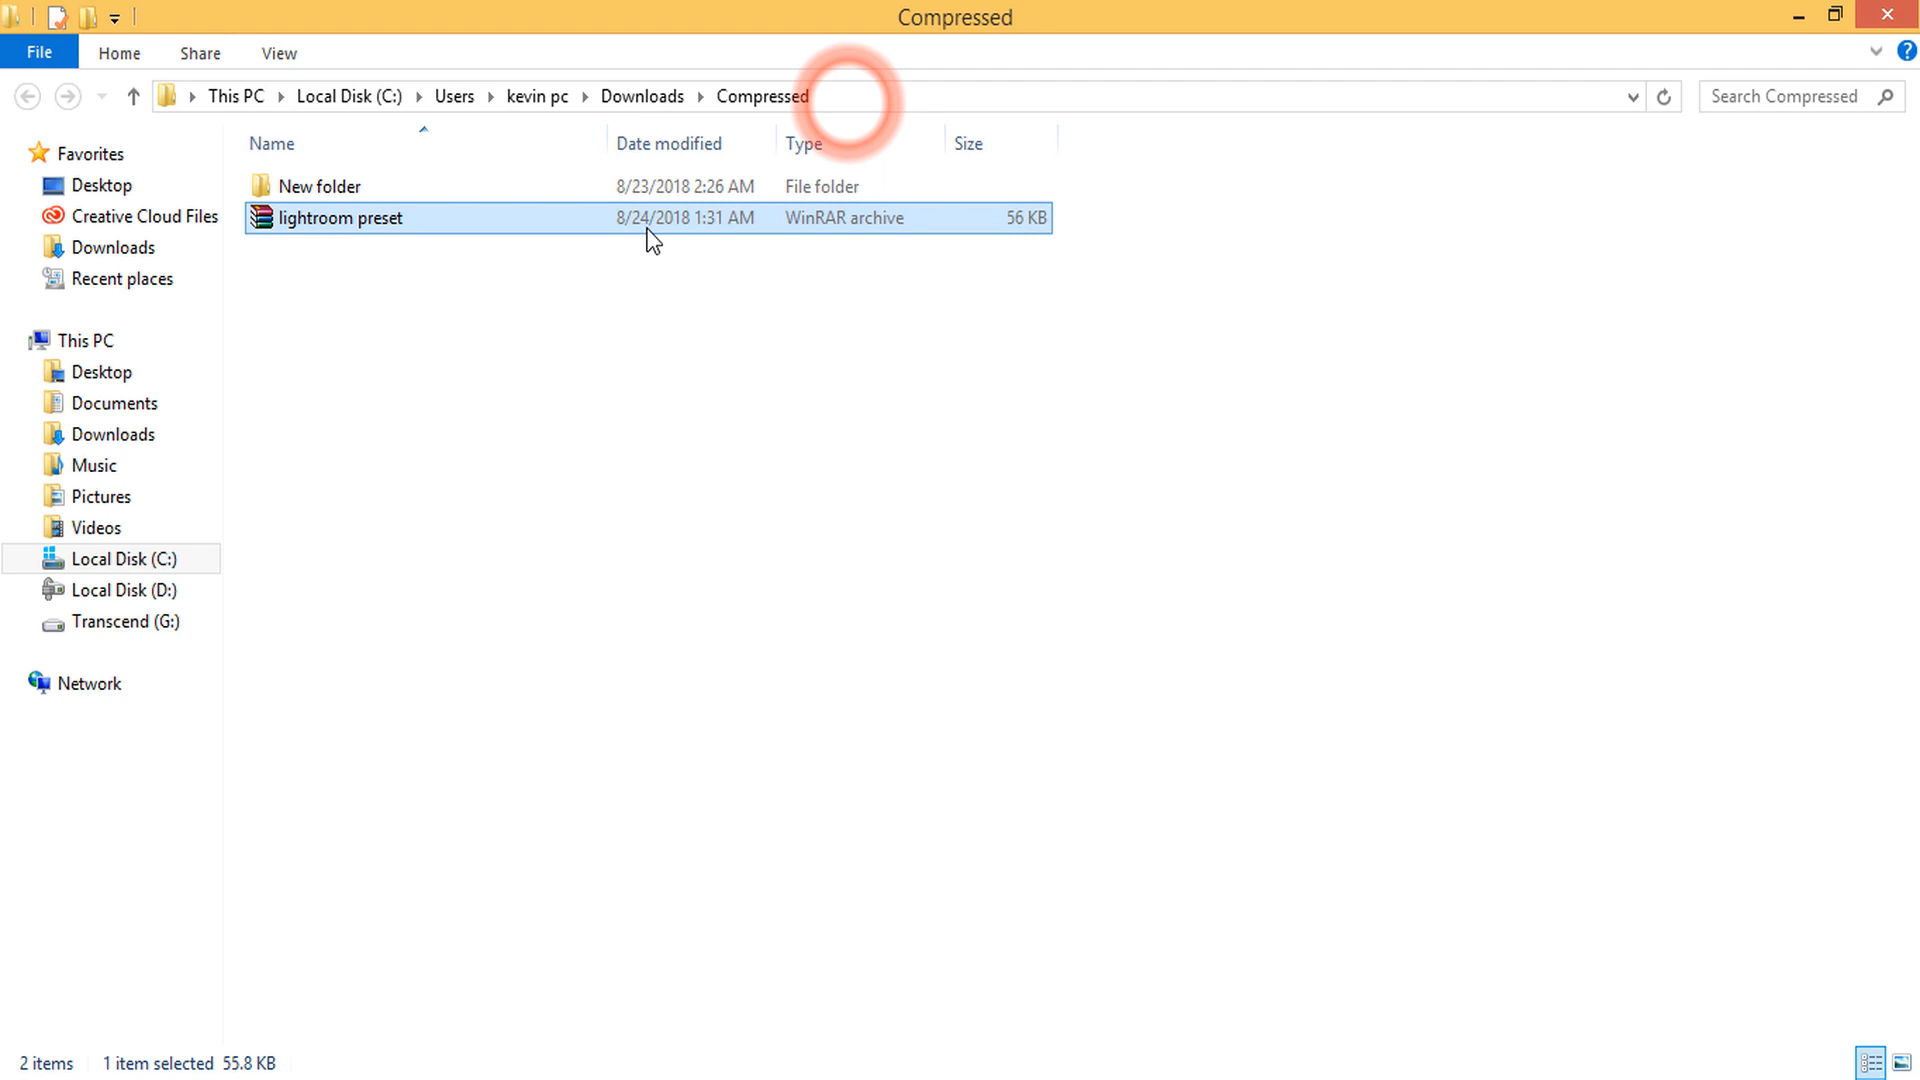 Compressed
File Home Share View
This PC Local Disk (C:) Users kevin pc Downloads Compressed Search Compressed
Name Date modified Type Size
New folder 8/23/2018 2:26 AM File folder
lightroom preset 8/24/2018 1:31 AM WinRAR archive 56 KB
Favorites
Desktop
Creative Cloud Files
Downloads
Recent places
This PC
Desktop
Documents
Downloads
Music
Pictures
Videos
Local Disk (C:)
Local Disk (D:)
Transcend (G:)
Network
2 items 1 item selected 55.8 KB